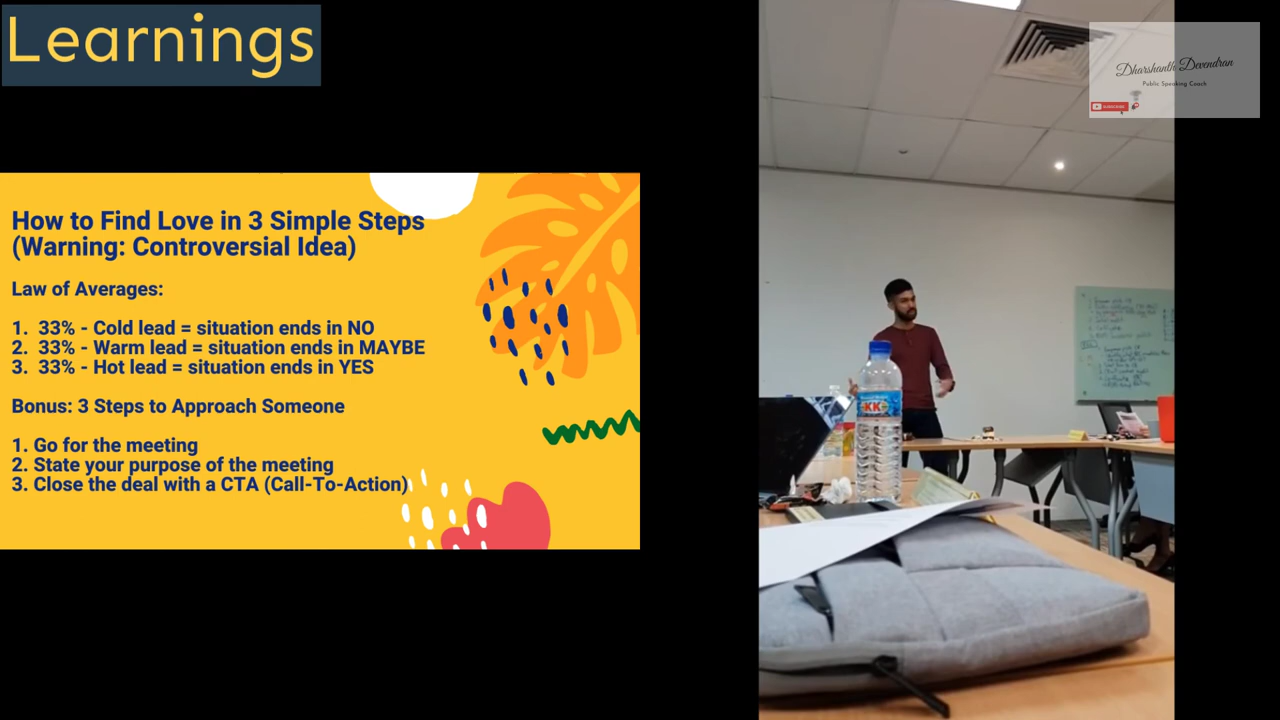 Learnings
Dharshanth Devendran
Public Speaking Coach
SUBSCRIBE
How to Find Love in 3 Simple Steps
(Warning: Controversial Idea)
Law of Averages:
1. 33% - Cold lead = situation ends in NO
2. 33% - Warm lead = situation ends in MAYBE
3. 33% - Hot lead = situation ends in YES
Bonus: 3 Steps to Approach Someone
1. Go for the meeting
2. State your purpose of the meeting
3. Close the deal with a CTA (Call-To-Action)
KK